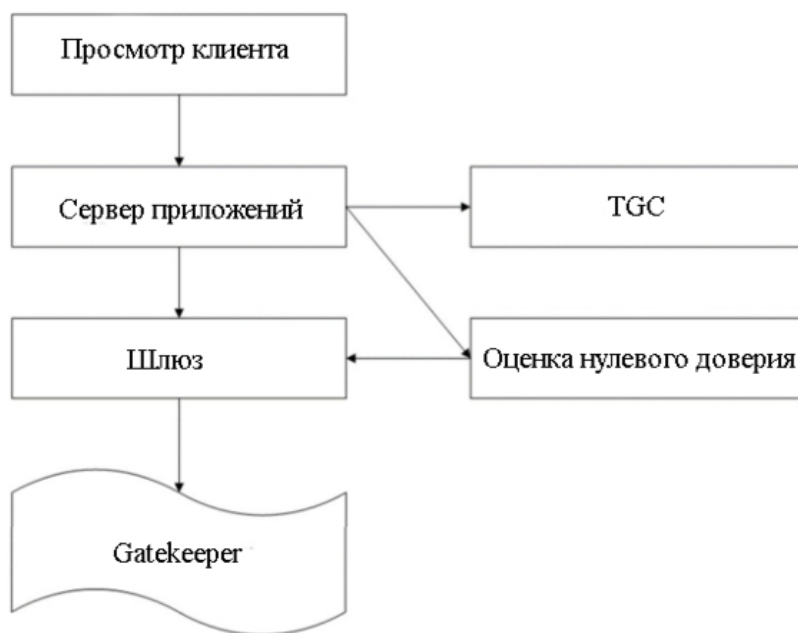 Просмотр клиента
Сервер приложений
TGC
Шлюз
Оценка нулевого доверия
Gatekeeper